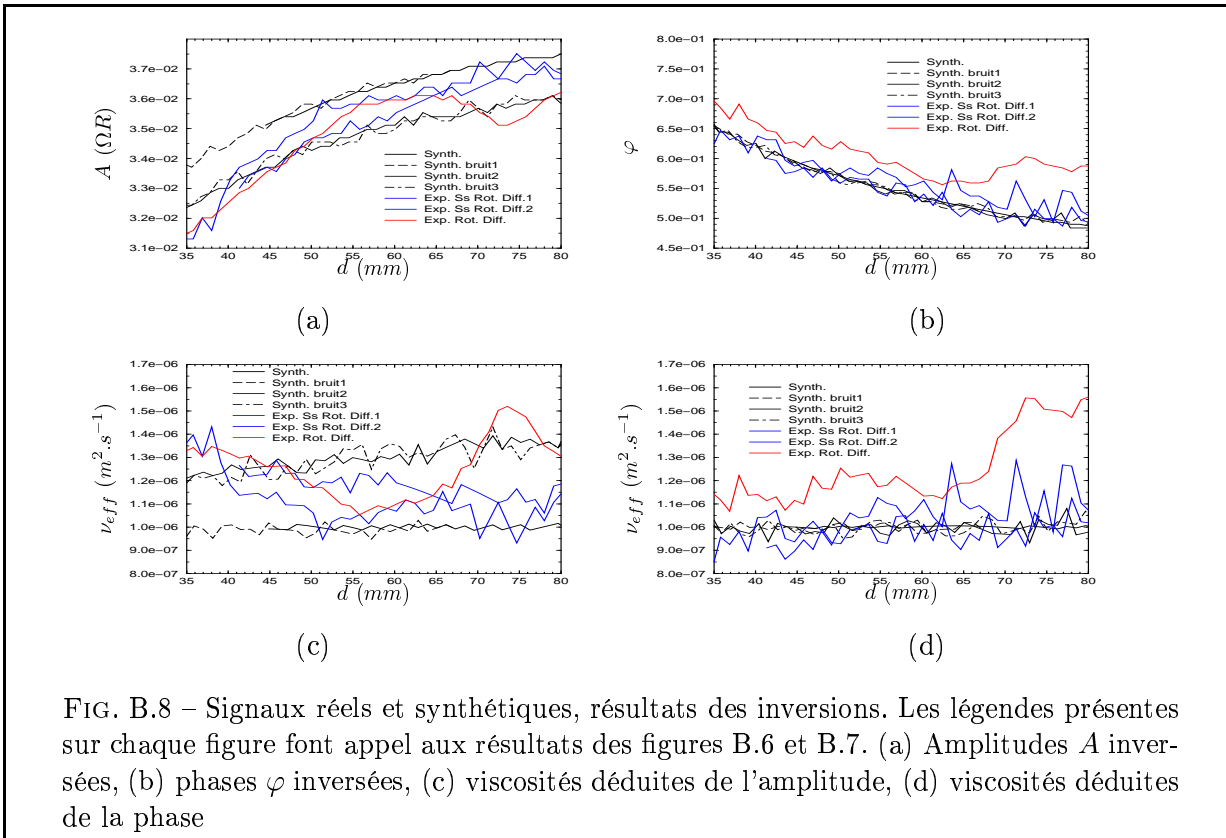 3.7e−02
3.6e−02
3.5e−02
3.4e−02
3.3e−02
3.2e−02
3.1e−02
A (ΩR)
35 40 45 50 55 60 65 70 75 80
d (mm)
Synth.
Synth. bruit1
Synth. bruit2
Synth. bruit3
Exp. Ss Rot. Diff.1
Exp. Ss Rot. Diff.2
Exp. Rot. Diff.
(a)
8.0e−01
7.0e−01
6.5e−01
6.0e−01
5.5e−01
5.0e−01
4.5e−01
φ
35 40 45 50 55 60 65 70 75 80
d (mm)
Synth.
Synth. bruit1
Synth. bruit2
Synth. bruit3
Exp. Ss Rot. Diff.1
Exp. Ss Rot. Diff.2
Exp. Rot. Diff.
(b)
1.7e−06
1.6e−06
1.5e−06
1.4e−06
1.3e−06
1.2e−06
1.1e−06
1.0e−06
9.0e−07
8.0e−07
ν_eff (m².s⁻¹)
35 40 45 50 55 60 65 70 75 80
d (mm)
Synth.
Synth. bruit1
Synth. bruit2
Synth. bruit3
Exp. Ss Rot. Diff.1
Exp. Ss Rot. Diff.2
Exp. Rot. Diff.
(c)
1.7e−06
1.6e−06
1.5e−06
1.4e−06
1.3e−06
1.2e−06
1.1e−06
1.0e−06
9.0e−07
8.0e−07
ν_eff (m².s⁻¹)
35 40 45 50 55 60 65 70 75 80
d (mm)
Synth.
Synth. bruit1
Synth. bruit2
Synth. bruit3
Exp. Ss Rot. Diff.1
Exp. Ss Rot. Diff.2
Exp. Rot. Diff.
(d)
FIG. B.8 – Signaux réels et synthétiques, résultats des inversions. Les légendes présentes
sur chaque figure font appel aux résultats des figures B.6 et B.7. (a) Amplitudes A inver-
sées, (b) phases φ inversées, (c) viscosités déduites de l'amplitude, (d) viscosités déduites
de la phase